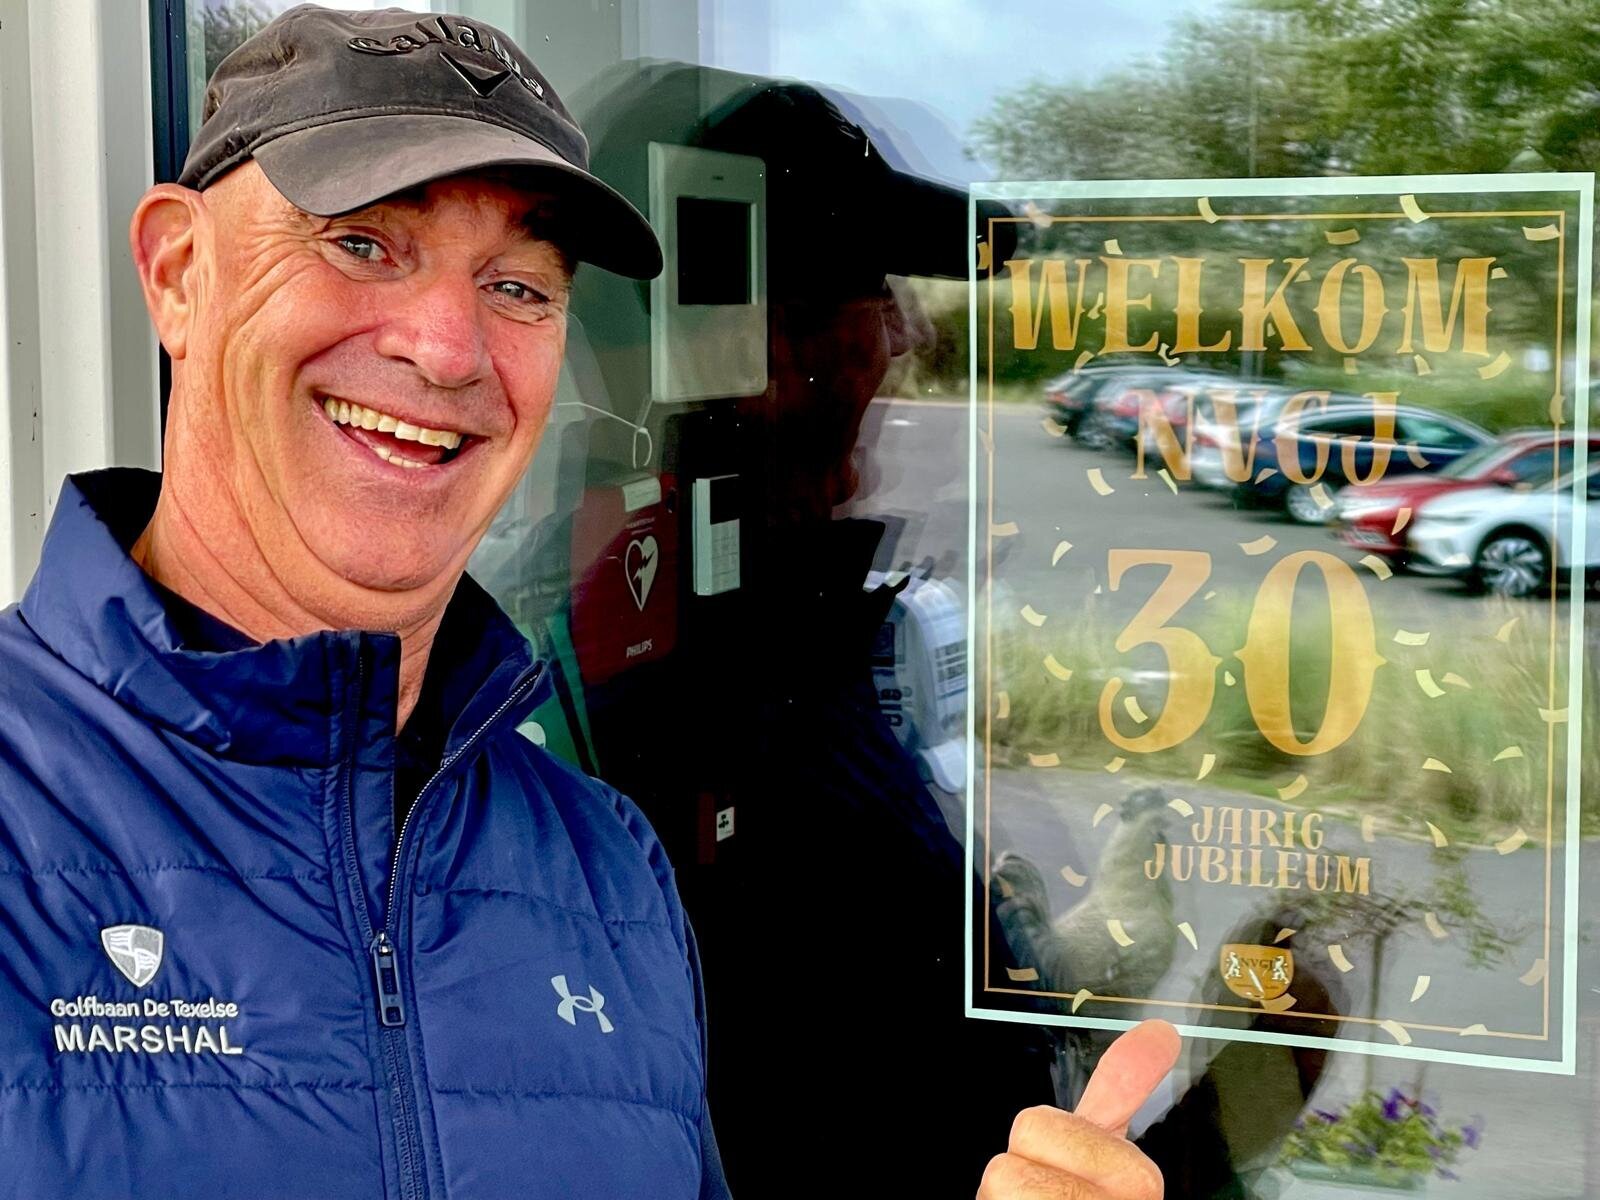 Callaway
WELKOM
NVGJ
30
JARIG
JUBILEUM
NVGJ
PHILIPS
Golfbaan De Texelse
MARSHAL